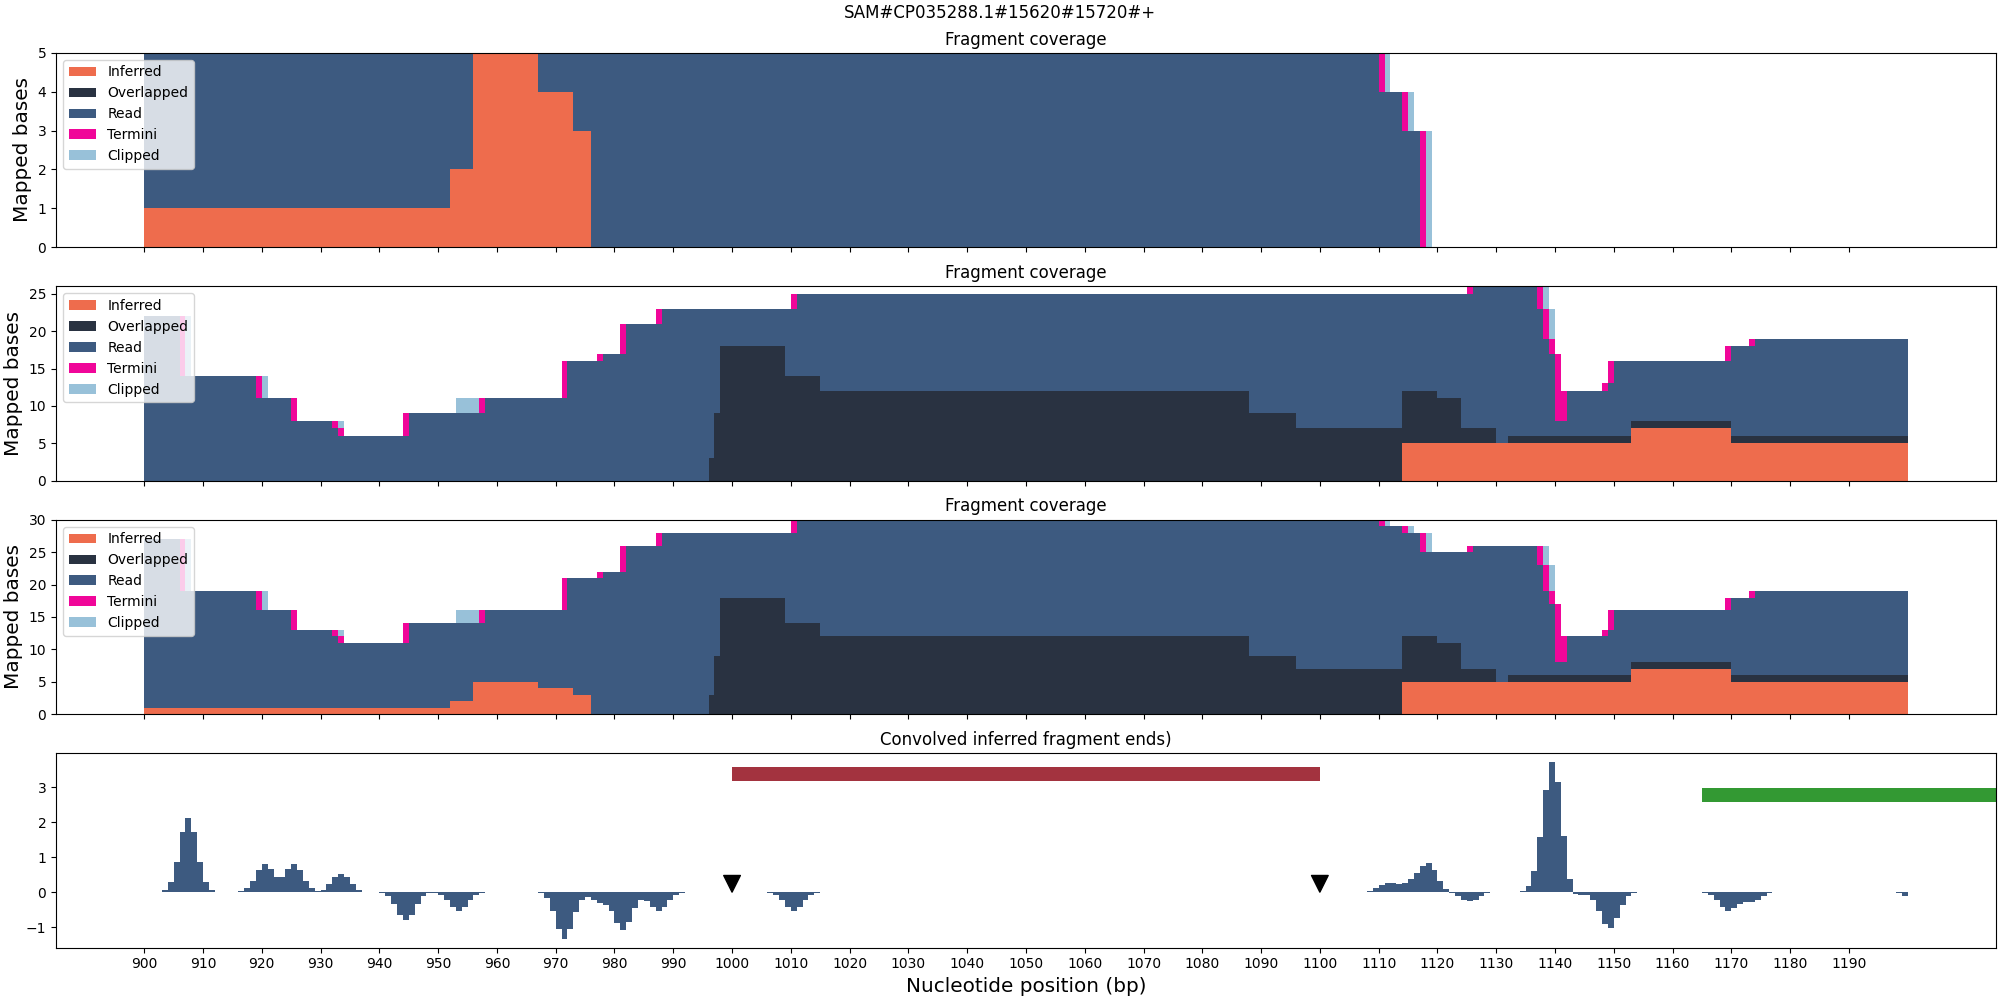 SAM#CP035288.1#15620#15720#+
Fragment coverage
Mapped bases
5
4
3
2
1
0
Inferred
Overlapped
Read
Termini
Clipped
Fragment coverage
Mapped bases
25
20
15
10
5
0
Inferred
Overlapped
Read
Termini
Clipped
Fragment coverage
Mapped bases
30
25
20
15
10
5
0
Inferred
Overlapped
Read
Termini
Clipped
Convolved inferred fragment ends)
3
2
1
0
−1
900 910 920 930 940 950 960 970 980 990 1000 1010 1020 1030 1040 1050 1060 1070 1080 1090 1100 1110 1120 1130 1140 1150 1160 1170 1180 1190
Nucleotide position (bp)